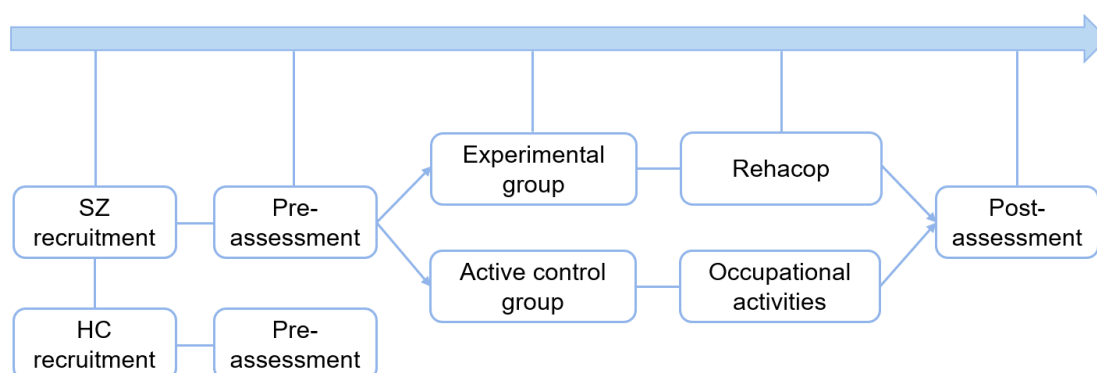 Experimental
group
Rehacop
SZ
recruitment
Pre-
assessment
Post-
assessment
Active control
group
Occupational
activities
HC
recruitment
Pre-
assessment